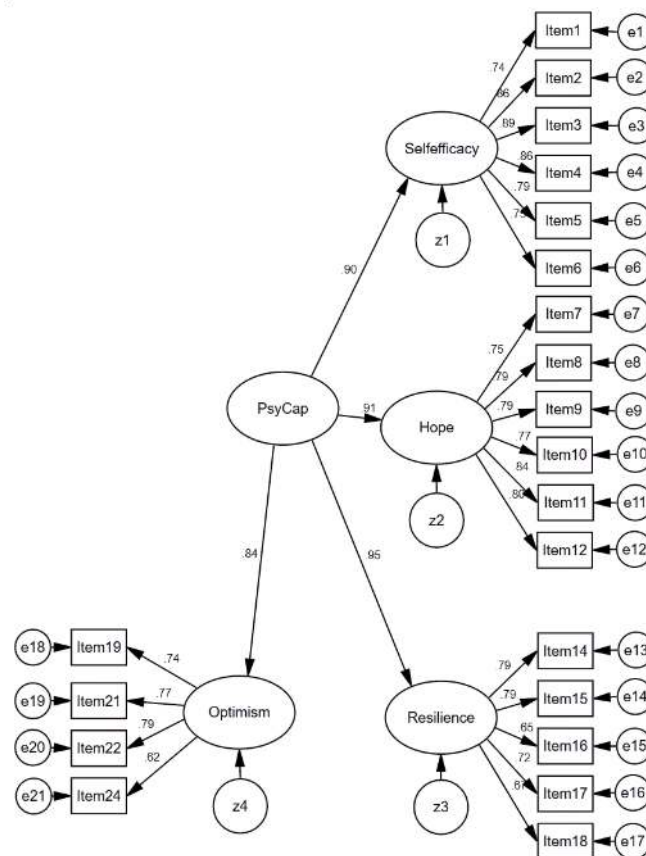 Item1 e1
.74
Item2 e2
.86
Item3 e3
.89
Selfefficacy
.86
Item4 e4
.79
Item5 e5
z1
Item6 e6
.90
Item7 e7
.75
Item8 e8
.79
PsyCap
.91
.79
Item9 e9
Hope
.77
Item10 e10
.84
Item11 e11
.80
z2
Item12 e12
.84
.95
e18 Item19
.74
Item14 e13
.79
e19 Item21
.77
.79
Item15 e14
Optimism
Resilience
.65
e20 Item22
.79
Item16 e15
.72
e21 Item24
.62
Item17 e16
z4
z3
Item18 e17